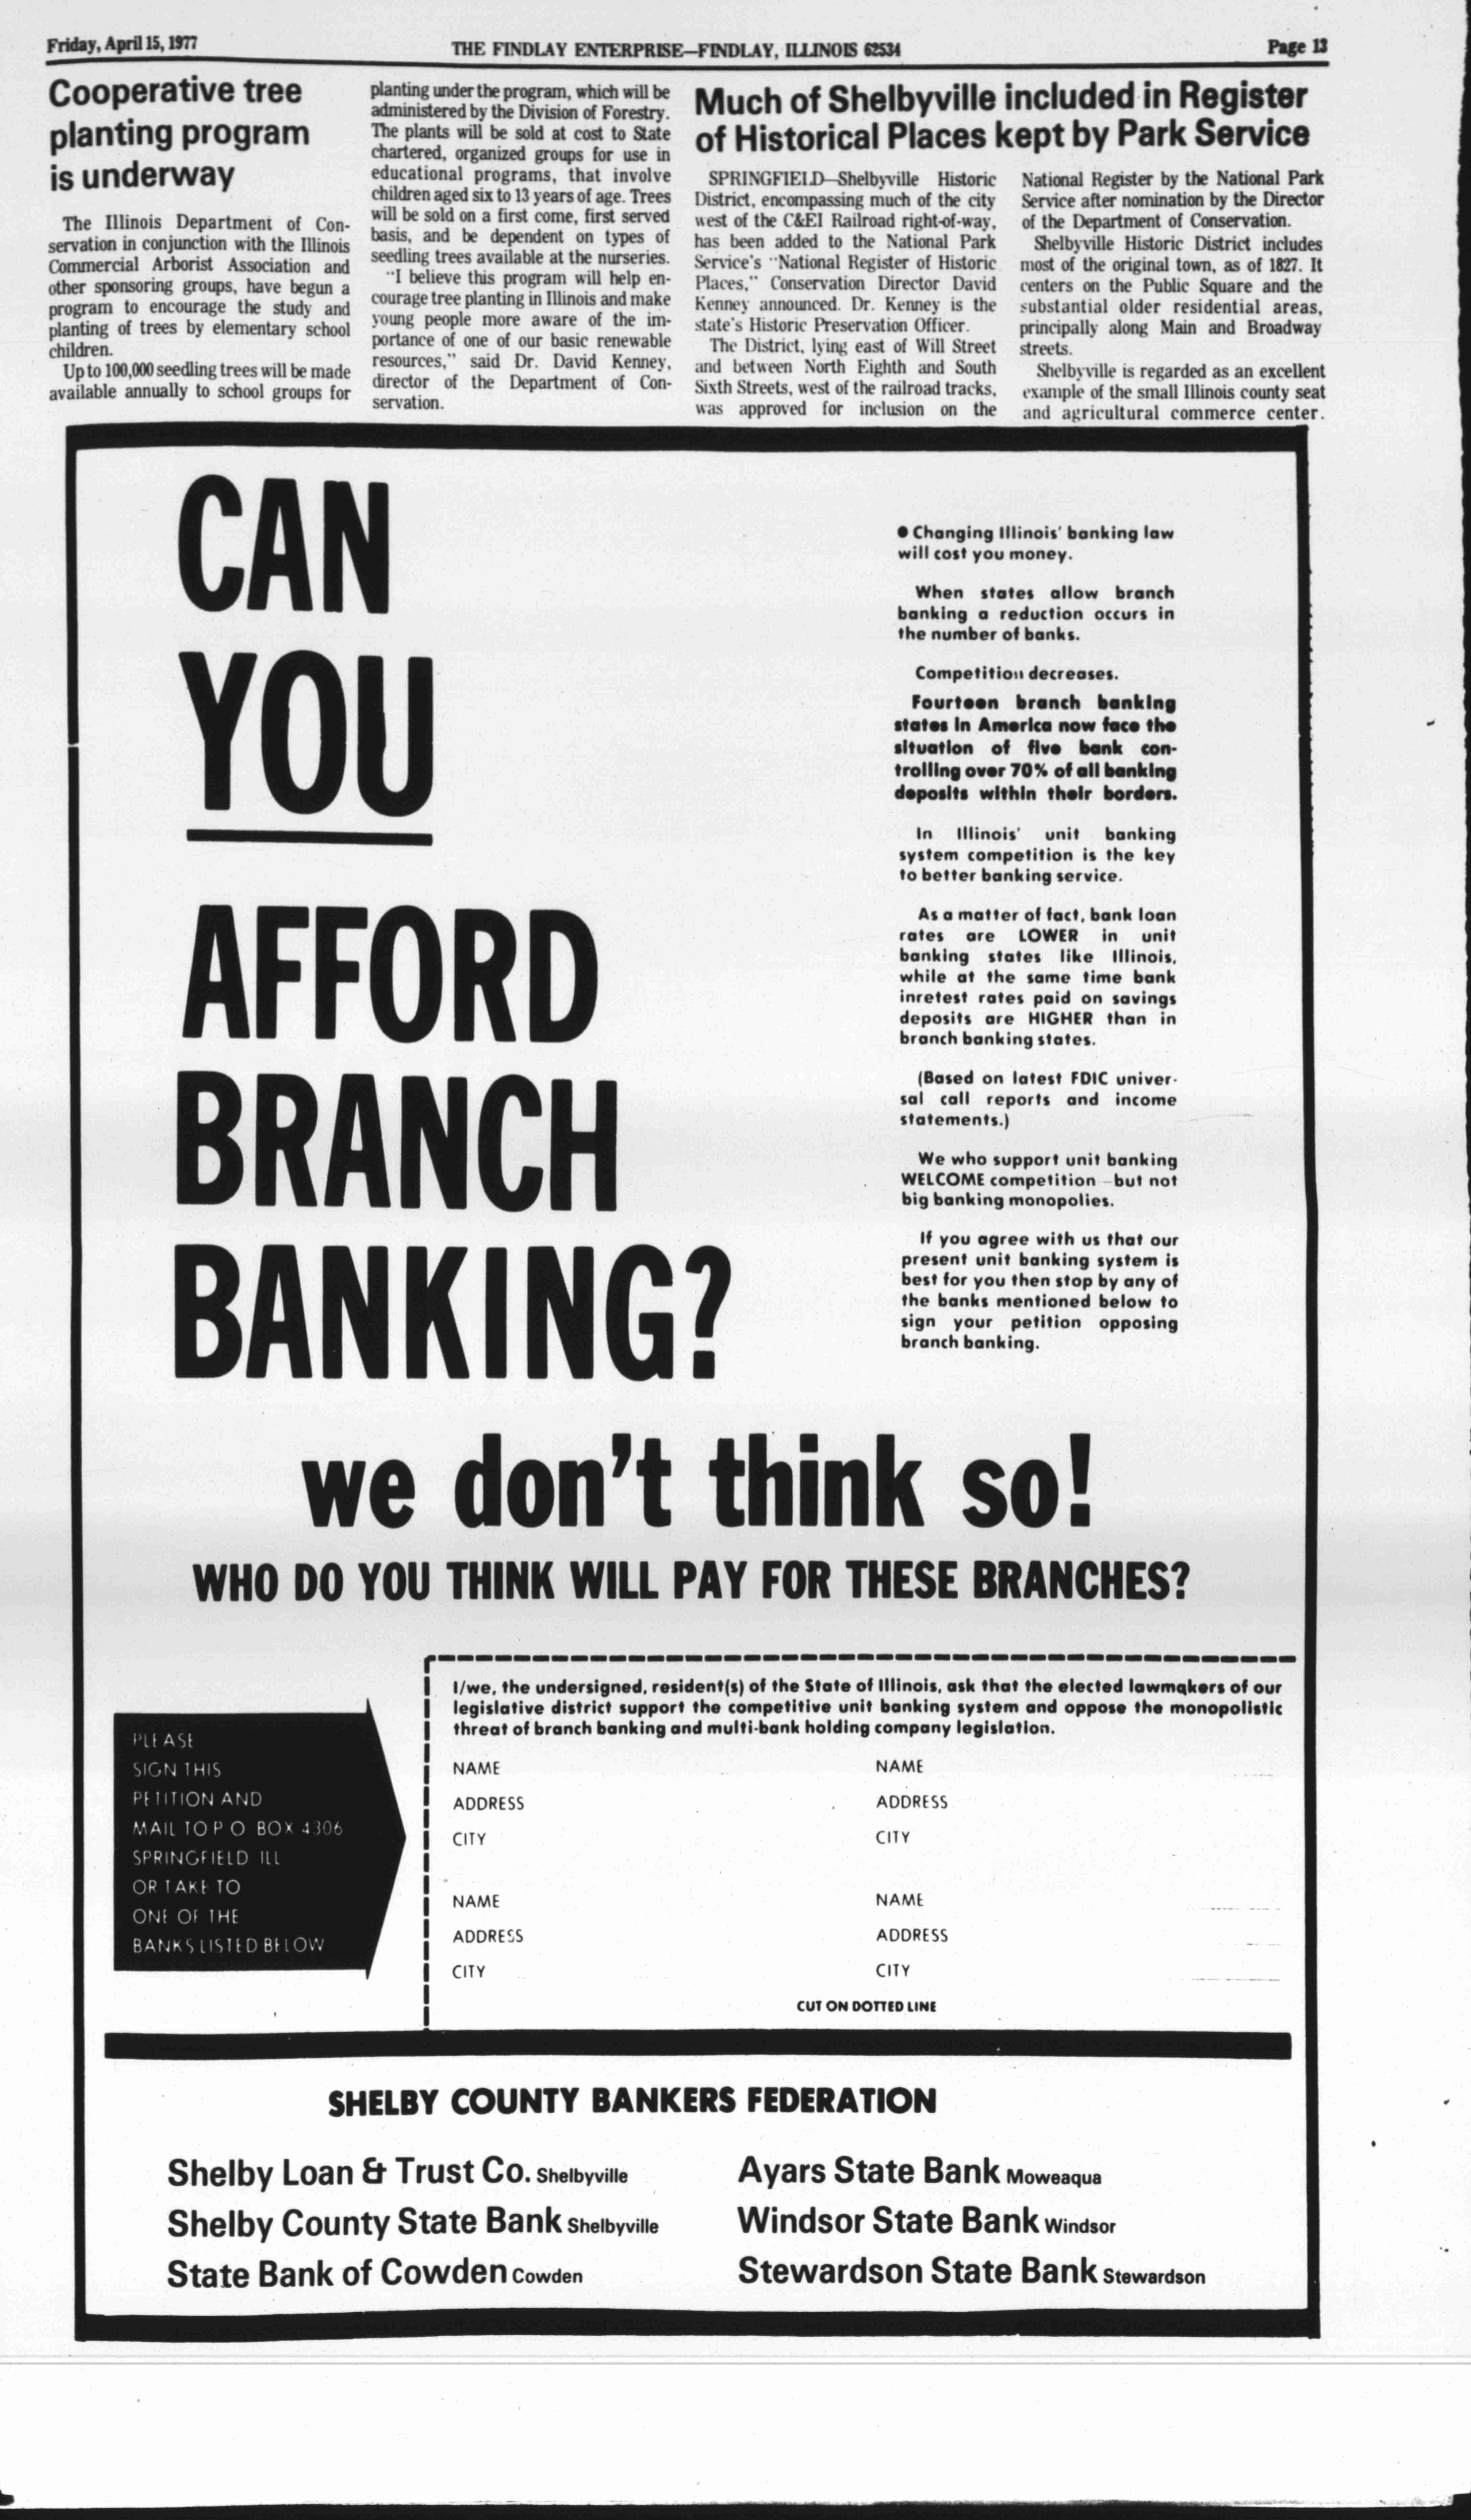 Friday, April 15, 1977
THE FINDLAY ENTERPRISE—FINDLAY, ILLINOIS 62534
Page 13
Cooperative tree
planting program
is underway
The Illinois Department of Con-
servation in conjunction with the Illinois
Commercial Arborist Association and
other sponsoring groups, have begun a
program to encourage the study and
planting of trees by elementary school
children.
Up to 100,000 seedling trees will be made
available annually to school groups for
planting under the program, which will be
administered by the Division of Forestry.
The plants will be sold at cost to State
chartered, organized groups for use in
educational programs, that involve
children aged six to 13 years of age. Trees
will be sold on a first come, first served
basis, and be dependent on types of
seedling trees available at the nurseries.
"I believe this program will help en-
courage tree planting in Illinois and make
young people more aware of the im-
portance of one of our basic renewable
resources," said Dr. David Kenney,
director of the Department of Con-
servation.
Much of Shelbyville included in Register
of Historical Places kept by Park Service
SPRINGFIELD—Shelbyville Historic
District, encompassing much of the city
west of the C&EI Railroad right-of-way,
has been added to the National Park
Service's "National Register of Historic
Places," Conservation Director David
Kenney announced. Dr. Kenney is the
state's Historic Preservation Officer.
The District, lying east of Will Street
and between North Eighth and South
Sixth Streets, west of the railroad tracks,
was approved for inclusion on the
National Register by the National Park
Service after nomination by the Director
of the Department of Conservation.
Shelbyville Historic District includes
most of the original town, as of 1827. It
centers on the Public Square and the
substantial older residential areas,
principally along Main and Broadway
streets.
Shelbyville is regarded as an excellent
example of the small Illinois county seat
and agricultural commerce center.
CAN
YOU
AFFORD
BRANCH
BANKING?
● Changing Illinois' banking law
will cost you money.
When states allow branch
banking a reduction occurs in
the number of banks.
Competition decreases.
Fourteen branch banking
states in America now face the
situation of five bank con-
trolling over 70% of all banking
deposits within their borders.
In Illinois' unit banking
system competition is the key
to better banking service.
As a matter of fact, bank loan
rates are LOWER in unit
banking states like Illinois,
while at the same time bank
inretest rates paid on savings
deposits are HIGHER than in
branch banking states.
(Based on latest FDIC univer-
sal call reports and income
statements.)
We who support unit banking
WELCOME competition—but not
big banking monopolies.
If you agree with us that our
present unit banking system is
best for you then stop by any of
the banks mentioned below to
sign your petition opposing
branch banking.
we don't think so!
WHO DO YOU THINK WILL PAY FOR THESE BRANCHES?
PLEASE
SIGN THIS
PETITION AND
MAIL TO P O BOX 4306
SPRINGFIELD ILL
OR TAKE TO
ONE OF THE
BANKS LISTED BELOW
I/we, the undersigned, resident(s) of the State of Illinois, ask that the elected lawmakers of our
legislative district support the competitive unit banking system and oppose the monopolistic
threat of branch banking and multi-bank holding company legislation.
NAME NAME
ADDRESS ADDRESS
CITY CITY
NAME NAME
ADDRESS ADDRESS
CITY CITY
CUT ON DOTTED LINE
SHELBY COUNTY BANKERS FEDERATION
Shelby Loan & Trust Co. Shelbyville
Shelby County State Bank Shelbyville
State Bank of Cowden Cowden
Ayars State Bank Moweaqua
Windsor State Bank Windsor
Stewardson State Bank Stewardson